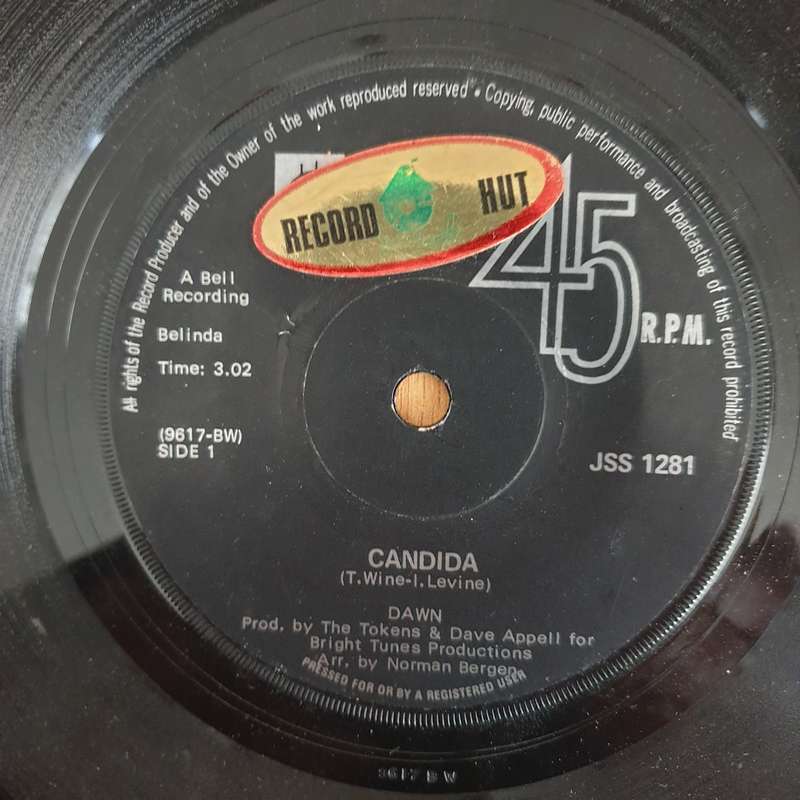 All rights of the Record Producer and of the Owner of the work reproduced reserved • Copying, public performance and broadcasting of this record prohibited
RECORD HUT
45 R.P.M.
A Bell
Recording
Belinda
Time: 3.02
(9617-BW)
SIDE 1
JSS 1281
CANDIDA
(T.Wine-I.Levine)
DAWN
Prod. by The Tokens & Dave Appell for
Bright Tunes Productions
Arr. by Norman Bergen
PRESSED FOR OR BY A REGISTERED USER
9617 B W